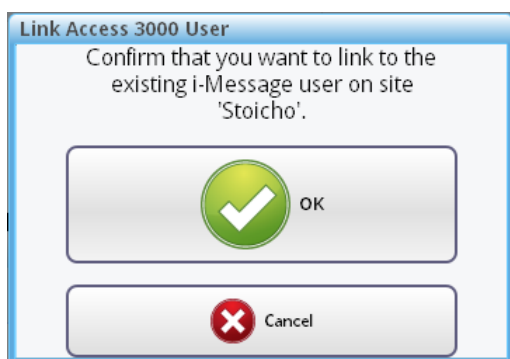 Link Access 3000 User
Confirm that you want to link to the
existing i-Message user on site
'Stoicho'.
OK
Cancel